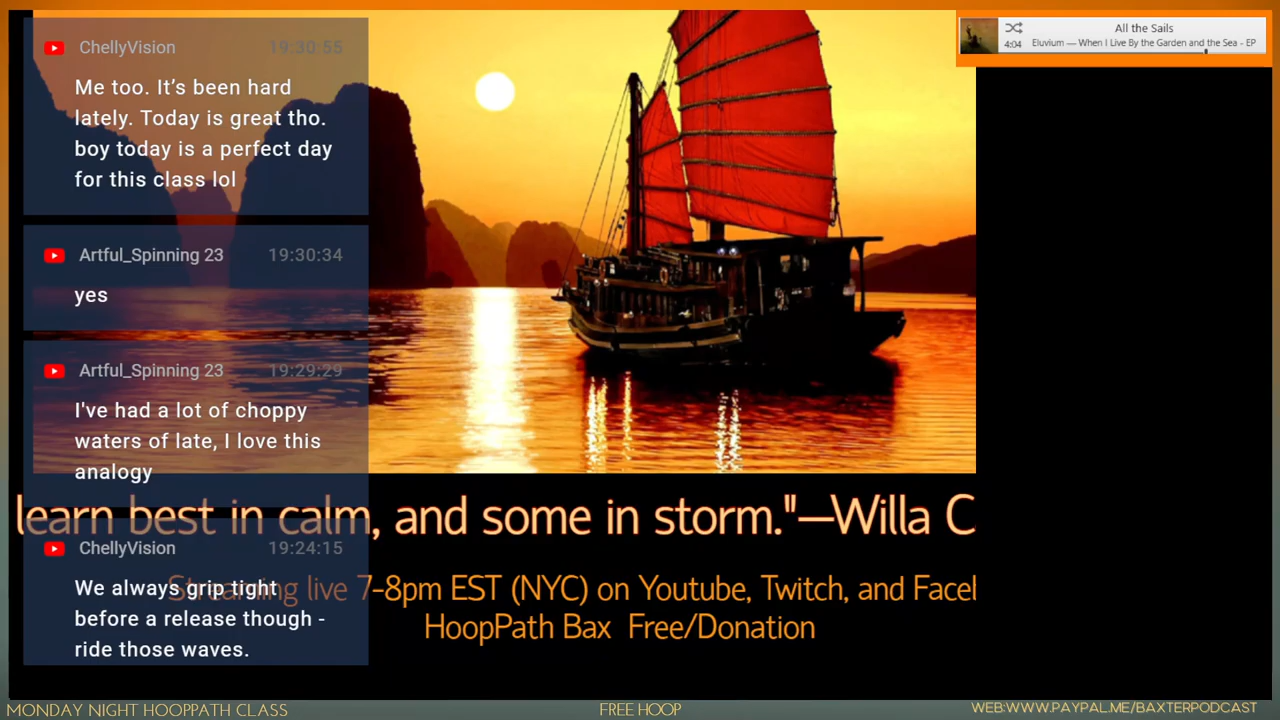 ChellyVision 19:30:55
Me too. It’s been hard
lately. Today is great tho.
boy today is a perfect day
for this class lol
Artful_Spinning 23 19:30:34
yes
Artful_Spinning 23 19:29:29
I've had a lot of choppy
waters of late, I love this
analogy
ChellyVision 19:24:15
We always grip tight
before a release though -
ride those waves.
All the Sails
4:04 Eluvium — When I Live By the Garden and the Sea - EP
learn best in calm, and some in storm."—Willa C
Streaming live 7-8pm EST (NYC) on Youtube, Twitch, and Faceb
HoopPath Bax Free/Donation
MONDAY NIGHT HOOPPATH CLASS
FREE HOOP
WEB:WWW.PAYPAL.ME/BAXTERPODCAST